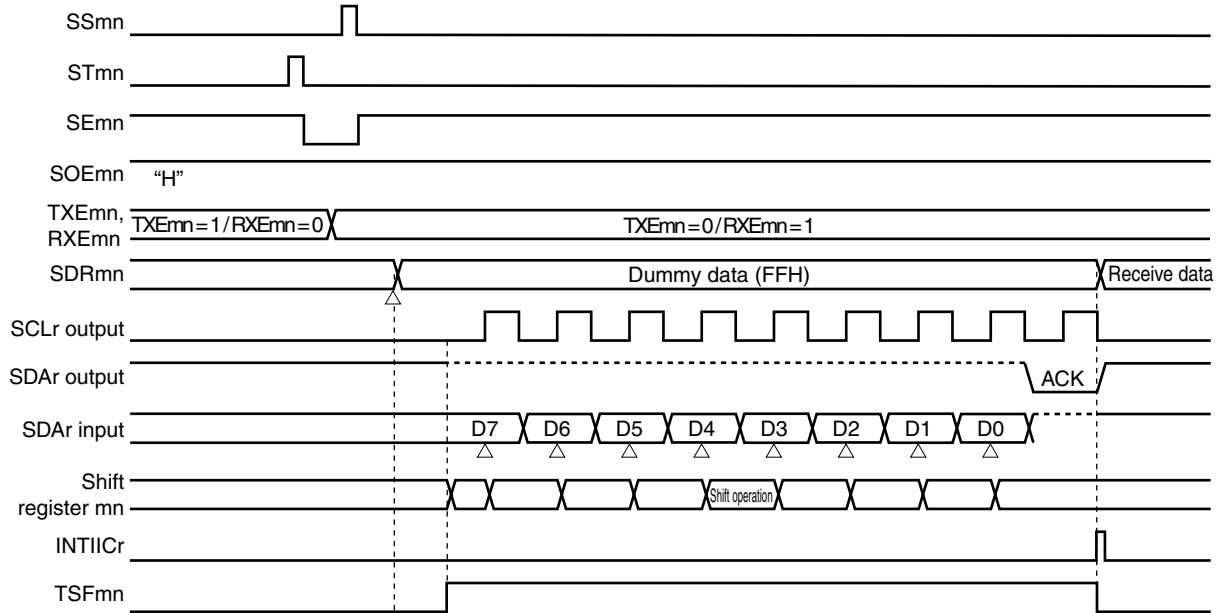 SSmn
STmn
SEmn
SOEmn “H”
TXEmn, RXEmn TXEmn=1/RXEmn=0 TXEmn=0/RXEmn=1
SDRmn Dummy data (FFH) Receive data
SCLr output
SDAr output ACK
SDAr input D7 D6 D5 D4 D3 D2 D1 D0
Shift register mn Shift operation
INTIICr
TSFmn